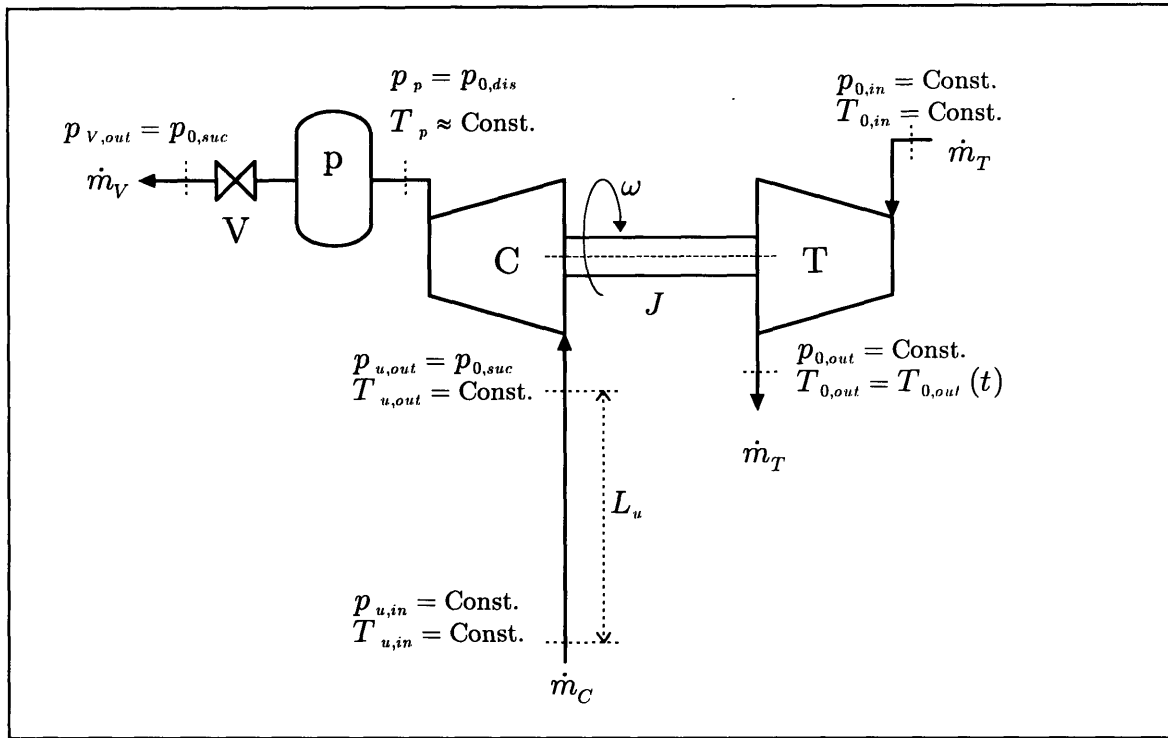 p_p = p_{0,dis}
T_p ≈ Const.
p_{0,in} = Const.
T_{0,in} = Const.
p_{V,out} = p_{0,suc}
ṁ_V
V
p
ω
ṁ_T
C
T
J
p_{u,out} = p_{0,suc}
T_{u,out} = Const.
p_{0,out} = Const.
T_{0,out} = T_{0,out} (t)
ṁ_T
L_u
p_{u,in} = Const.
T_{u,in} = Const.
ṁ_C